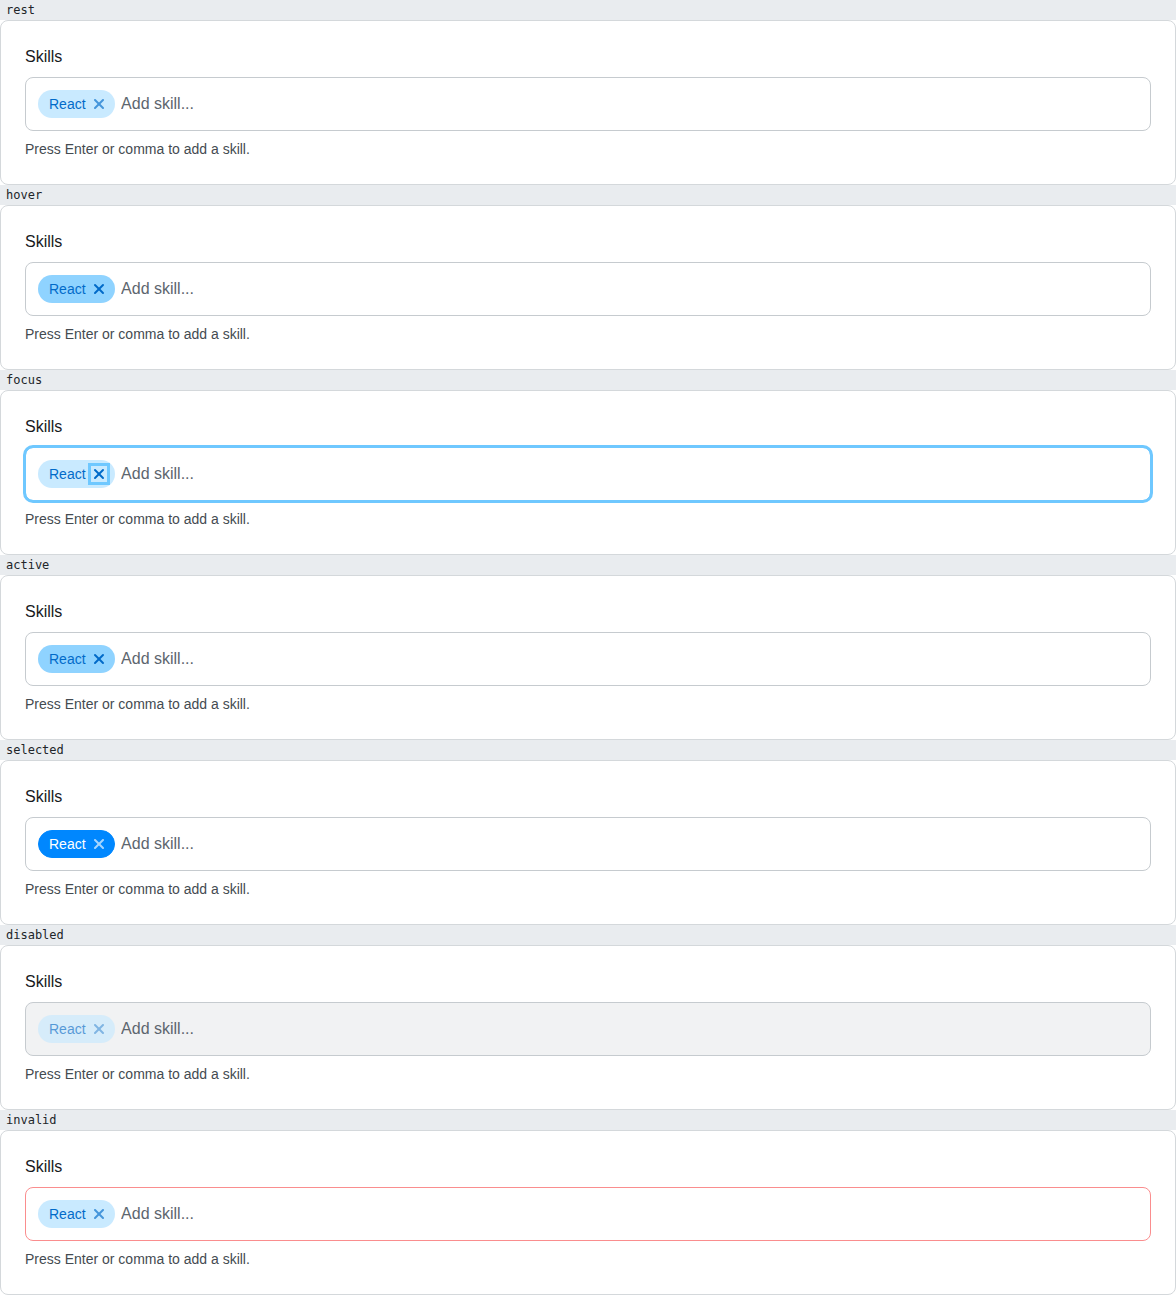 rest
Skills
React Add skill...
Press Enter or comma to add a skill.
hover
Skills
React Add skill...
Press Enter or comma to add a skill.
focus
Skills
React Add skill...
Press Enter or comma to add a skill.
active
Skills
React Add skill...
Press Enter or comma to add a skill.
selected
Skills
React Add skill...
Press Enter or comma to add a skill.
disabled
Skills
React Add skill...
Press Enter or comma to add a skill.
invalid
Skills
React Add skill...
Press Enter or comma to add a skill.